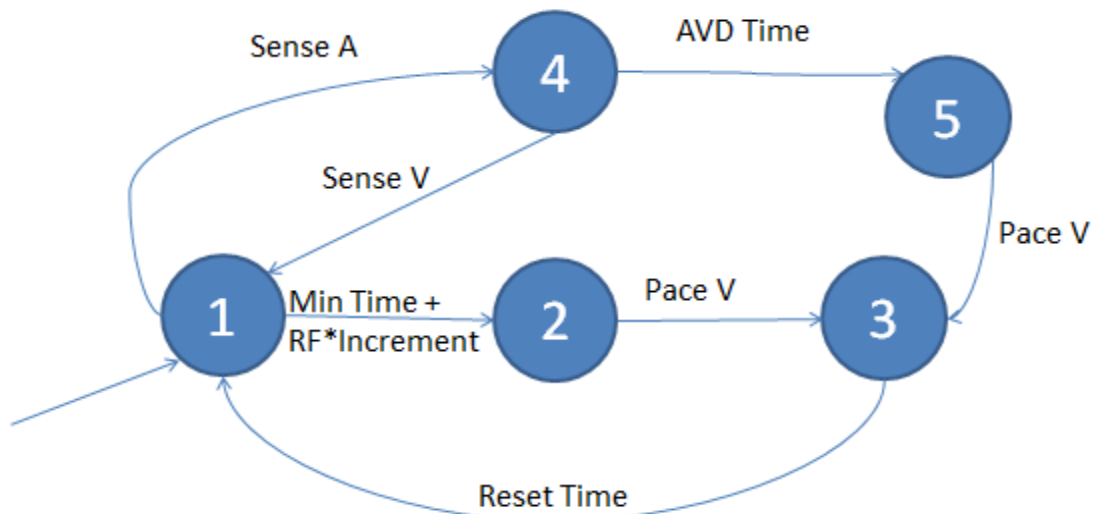 Sense A
4
AVD Time
5
Sense V
Pace V
1
Min Time +
RF*Increment
2
Pace V
3
Reset Time